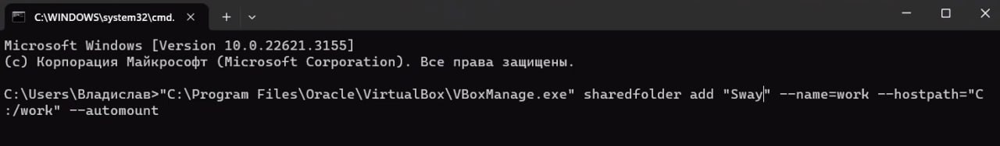 C:\WINDOWS\system32\cmd.
Microsoft Windows [Version 10.0.22621.3155]
(c) Корпорация Майкрософт (Microsoft Corporation). Все права защищены.
C:\Users\Владислав>"C:\Program Files\Oracle\VirtualBox\VBoxManage.exe" sharedfolder add "Sway" --name=work --hostpath="C
:/work" --automount